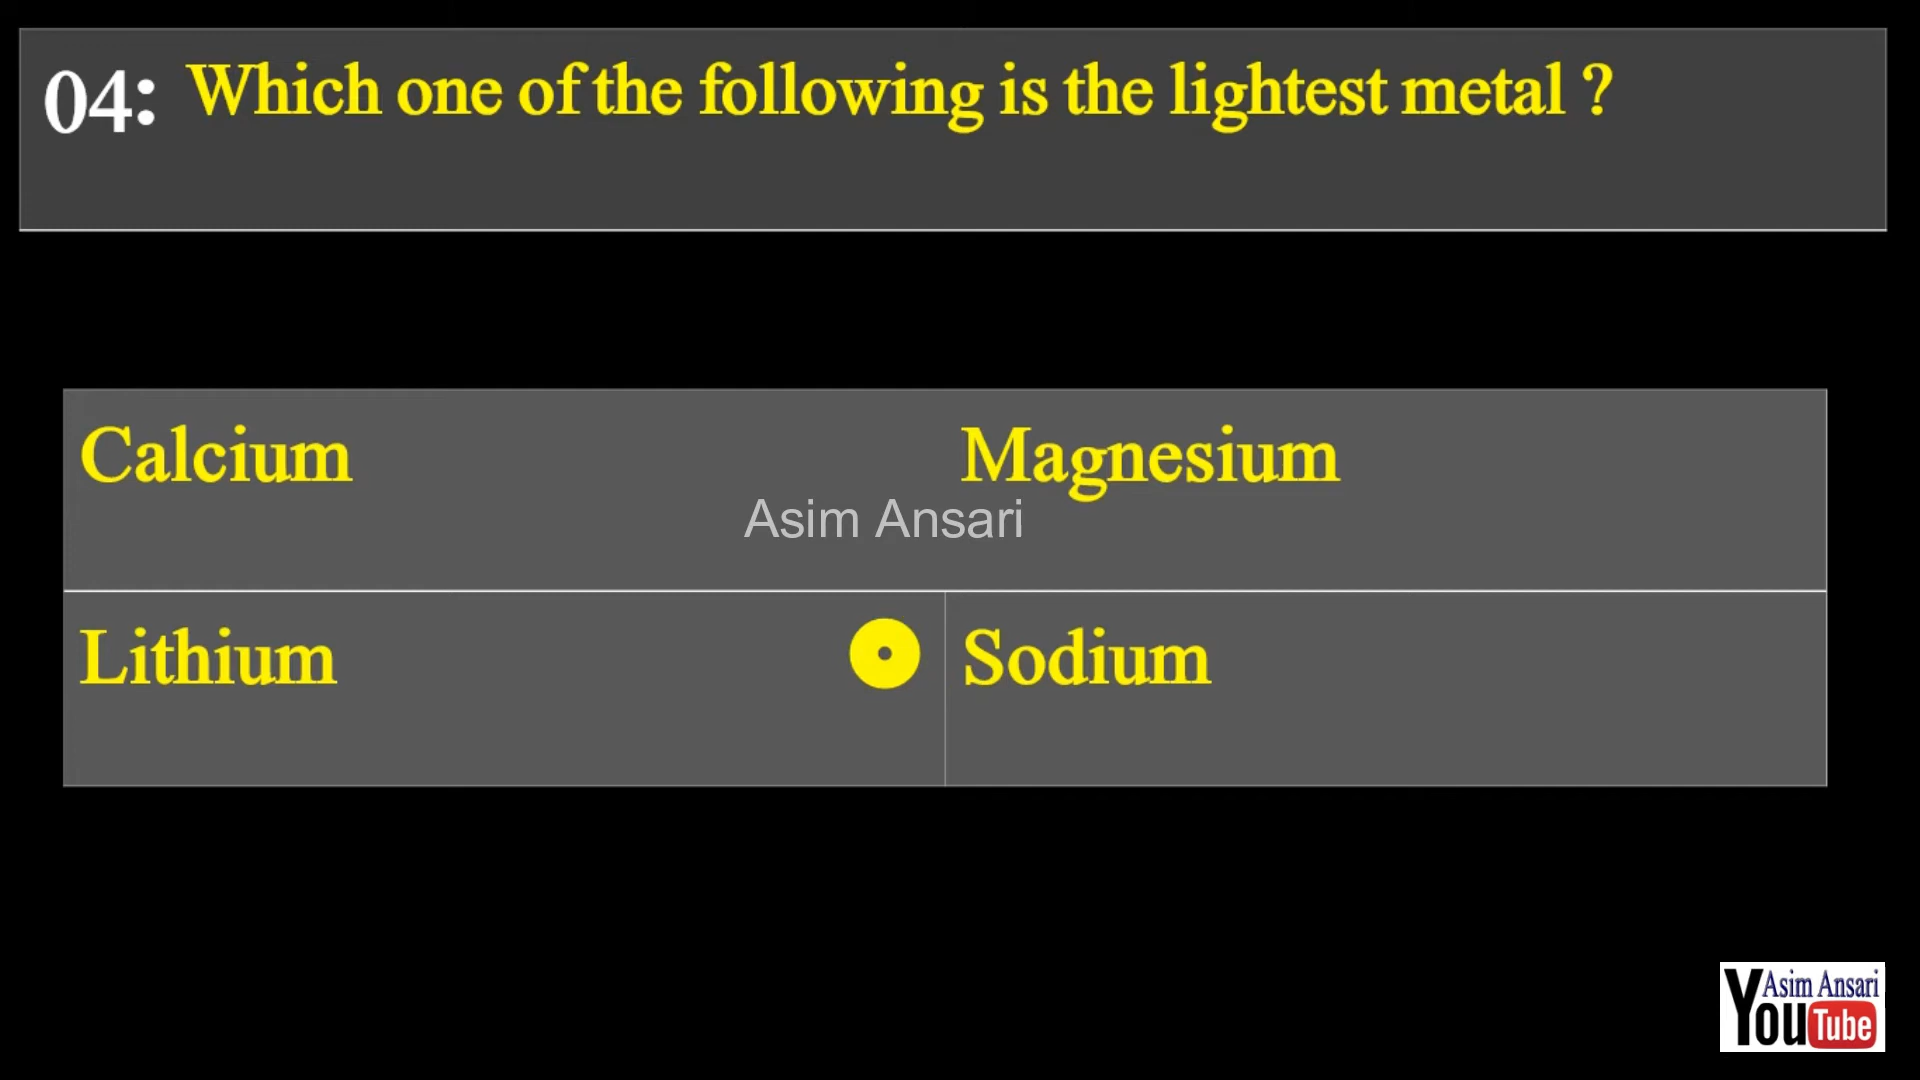 04: Which one of the following is the lightest metal ?
Calcium Magnesium
Asim Ansari
Lithium Sodium
Asim Ansari
YouTube